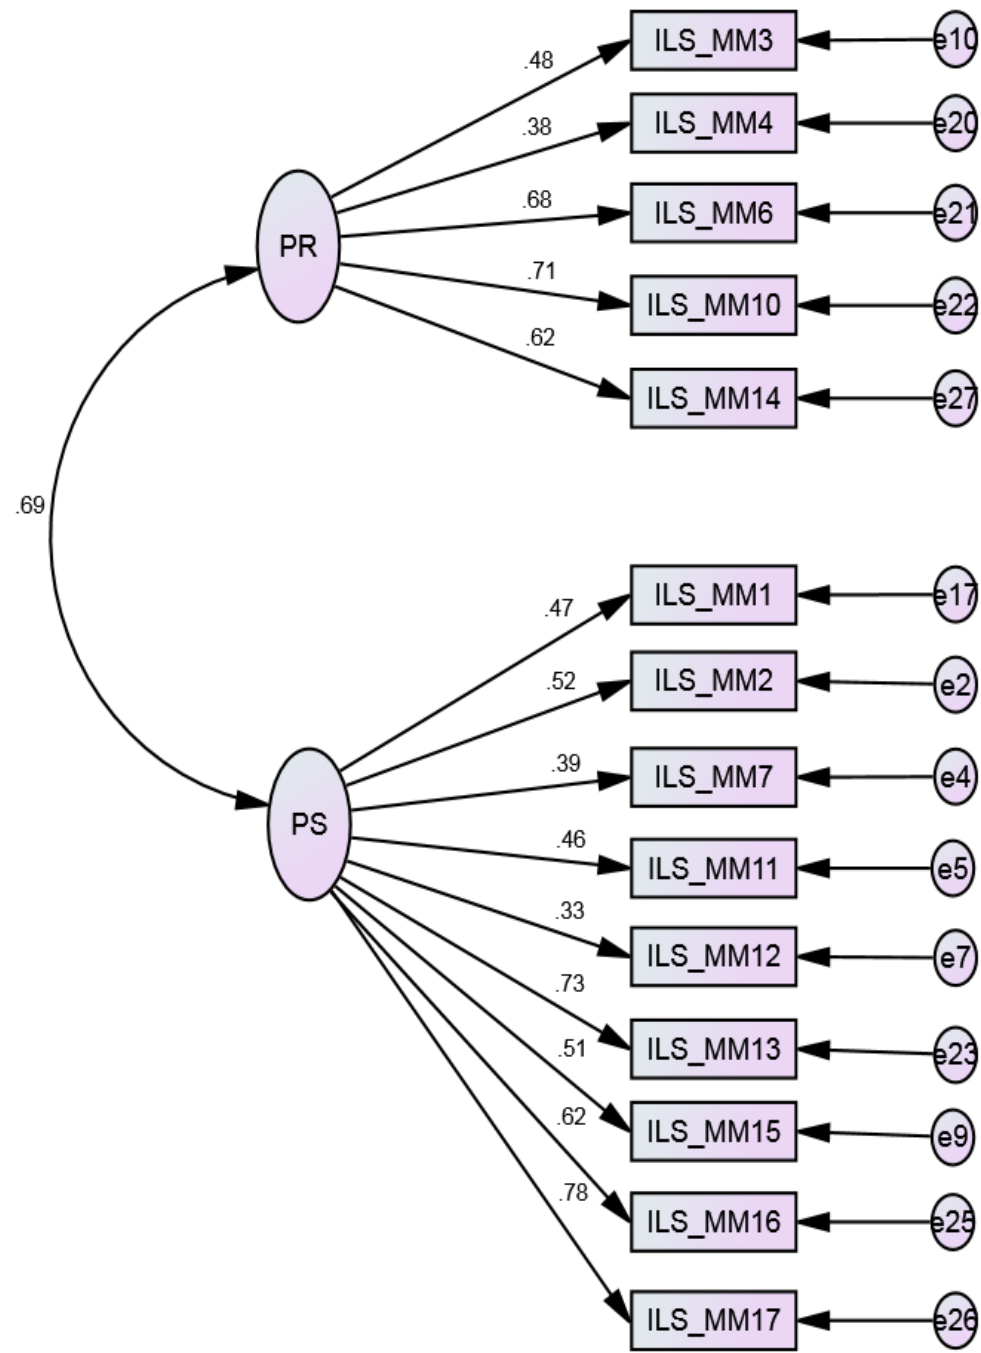 .48 ILS_MM3 e10
.38 ILS_MM4 e20
.68 ILS_MM6 e21
PR
.71 ILS_MM10 e22
.62 ILS_MM14 e27
.69
.47 ILS_MM1 e17
.52 ILS_MM2 e2
.39 ILS_MM7 e4
PS
.46 ILS_MM11 e5
.33 ILS_MM12 e7
.73 ILS_MM13 e23
.51 ILS_MM15 e9
.62 ILS_MM16 e25
.78 ILS_MM17 e26